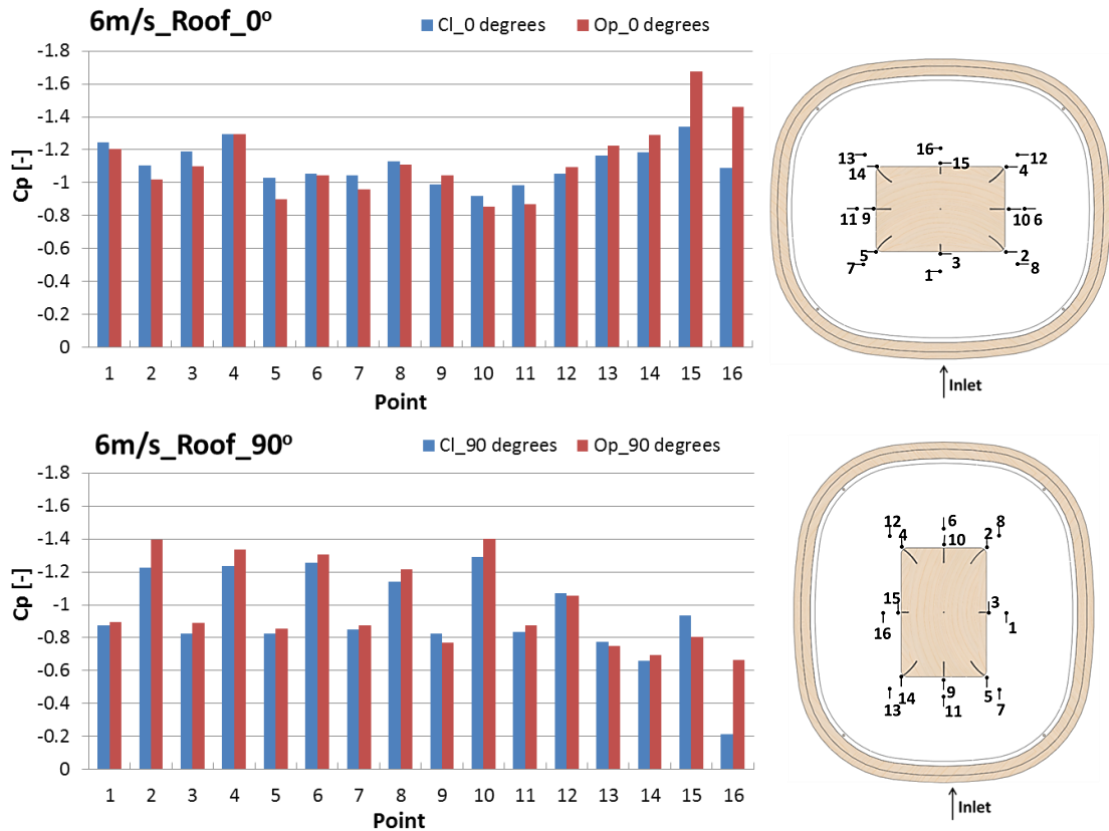 6m/s_Roof_0º
Cl_0 degrees Op_0 degrees
Cp [-]
-1.8
-1.6
-1.4
-1.2
-1
-0.8
-0.6
-0.4
-0.2
0
1 2 3 4 5 6 7 8 9 10 11 12 13 14 15 16
Point
16
13 15 12
14 4
11 9 10 6
5 3 2
7 1 8
Inlet
6m/s_Roof_90º
Cl_90 degrees Op_90 degrees
Cp [-]
-1.8
-1.6
-1.4
-1.2
-1
-0.8
-0.6
-0.4
-0.2
0
1 2 3 4 5 6 7 8 9 10 11 12 13 14 15 16
Point
12 6 8
4 10 2
15 3
16 1
14 9 5
13 11 7
Inlet